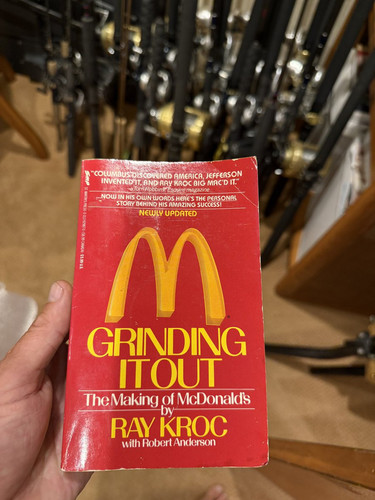 "COLUMBUS DISCOVERED AMERICA, JEFFERSON
INVENTED IT, AND RAY KROC BIG MAC'D IT."
magazine
...NOW IN HIS OWN WORDS HERE'S THE PERSONAL
STORY BEHIND HIS AMAZING SUCCESS!
NEWLY UPDATED
GRINDING
IT OUT
The Making of McDonald's
by
RAY KROC
with Robert Anderson